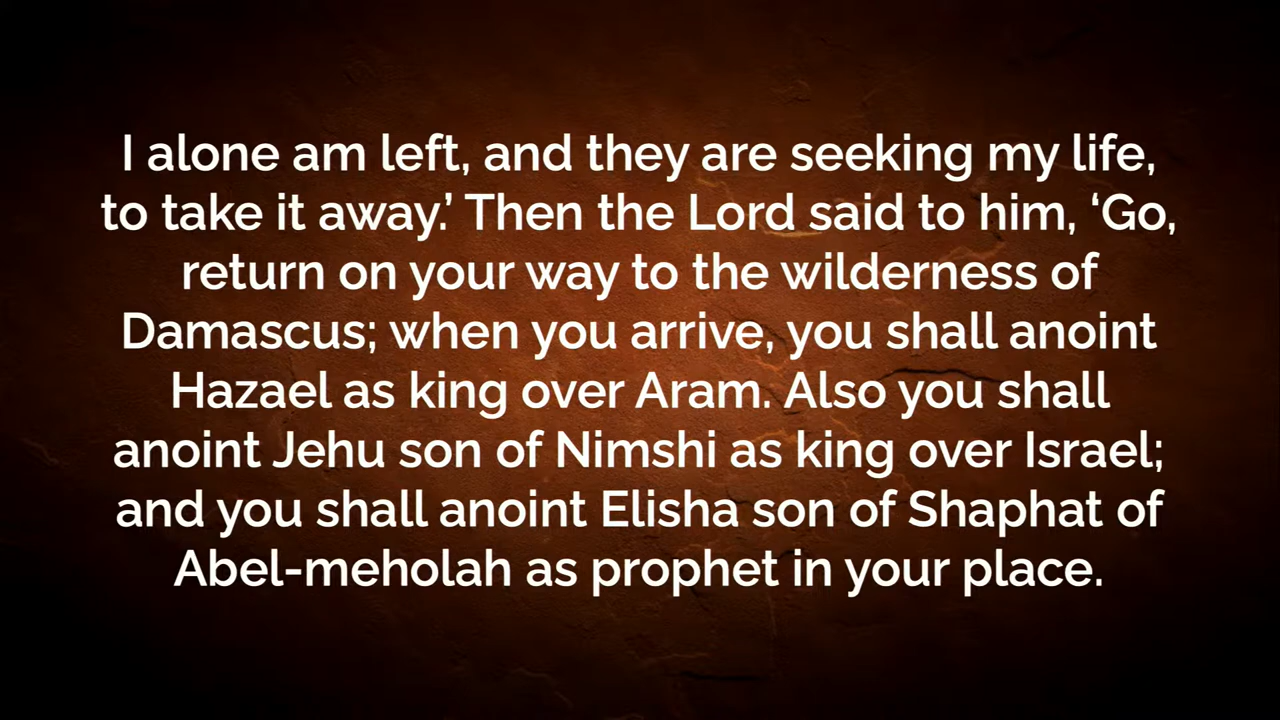 I alone am left, and they are seeking my life,
to take it away.’ Then the Lord said to him, ‘Go,
return on your way to the wilderness of
Damascus; when you arrive, you shall anoint
Hazael as king over Aram. Also you shall
anoint Jehu son of Nimshi as king over Israel;
and you shall anoint Elisha son of Shaphat of
Abel-meholah as prophet in your place.